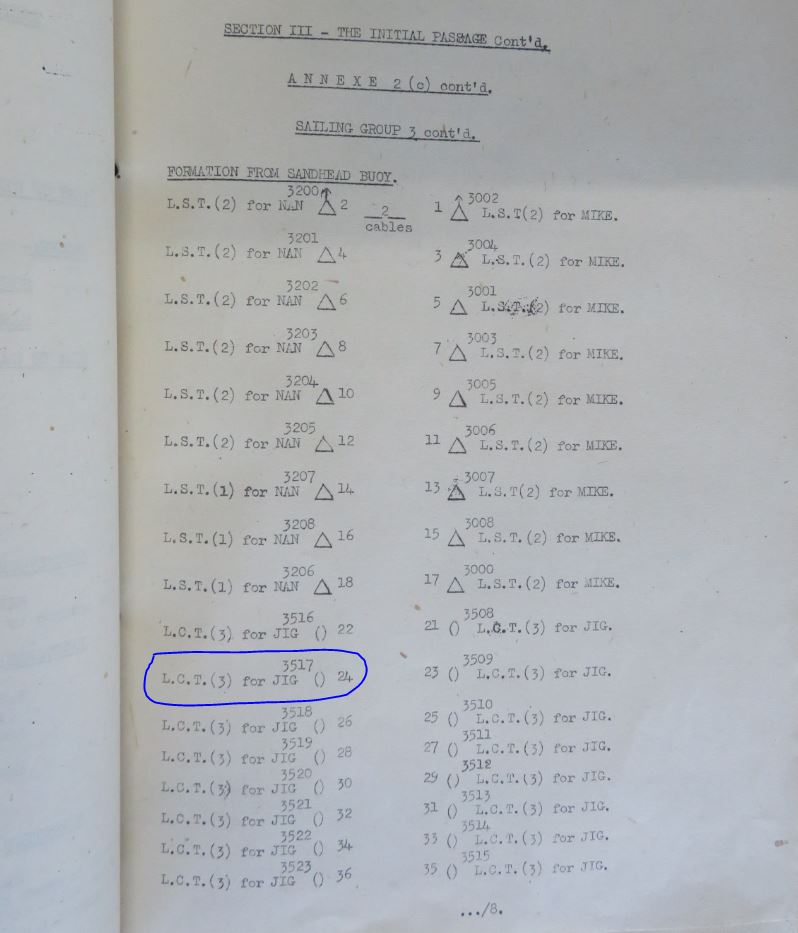 SECTION III - THE INITIAL PASSAGE Cont'd.
ANNEXE 2(c) cont'd.
SAILING GROUP 3 cont'd.
FORMATION FROM SANDHEAD BUOY.
3200 3002
L.S.T.(2) for NAN 2 2 cables 1 L.S.T(2) for MIKE.
3201 3004
L.S.T.(2) for NAN 4 3 L.S.T.(2) for MIKE.
3202 3001
L.S.T.(2) for NAN 6 5 L.S.T.(2) for MIKE.
3203 3003
L.S.T.(2) for NAN 8 7 L.S.T.(2) for MIKE.
3204 3005
L.S.T.(2) for NAN 10 9 L.S.T.(2) for MIKE.
3205 3006
L.S.T.(2) for NAN 12 11 L.S.T.(2) for MIKE.
3207 3007
L.S.T.(1) for NAN 14 13 L.S.T(2) for MIKE.
3208 3008
L.S.T.(1) for NAN 16 15 L.S.T.(2) for MIKE.
3206 3000
L.S.T.(1) for NAN 18 17 L.S.T.(2) for MIKE.
3516 3508
L.C.T.(3) for JIG () 22 21 () L.C.T.(3) for JIG.
3517 3509
L.C.T.(3) for JIG () 24 23 () L.C.T.(3) for JIG.
3518 3510
L.C.T.(3) for JIG () 26 25 () L.C.T.(3) for JIG.
3519 3511
L.C.T.(3) for JIG () 28 27 () L.C.T.(3) for JIG.
3520 3512
L.C.T.(3) for JIG () 30 29 () L.C.T.(3) for JIG.
3521 3513
L.C.T.(3) for JIG () 32 31 () L.C.T.(3) for JIG.
3522 3514
L.C.T.(3) for JIG () 34 33 () L.C.T.(3) for JIG.
3523 3515
L.C.T.(3) for JIG () 36 35 () L.C.T.(3) for JIG.
.../8.